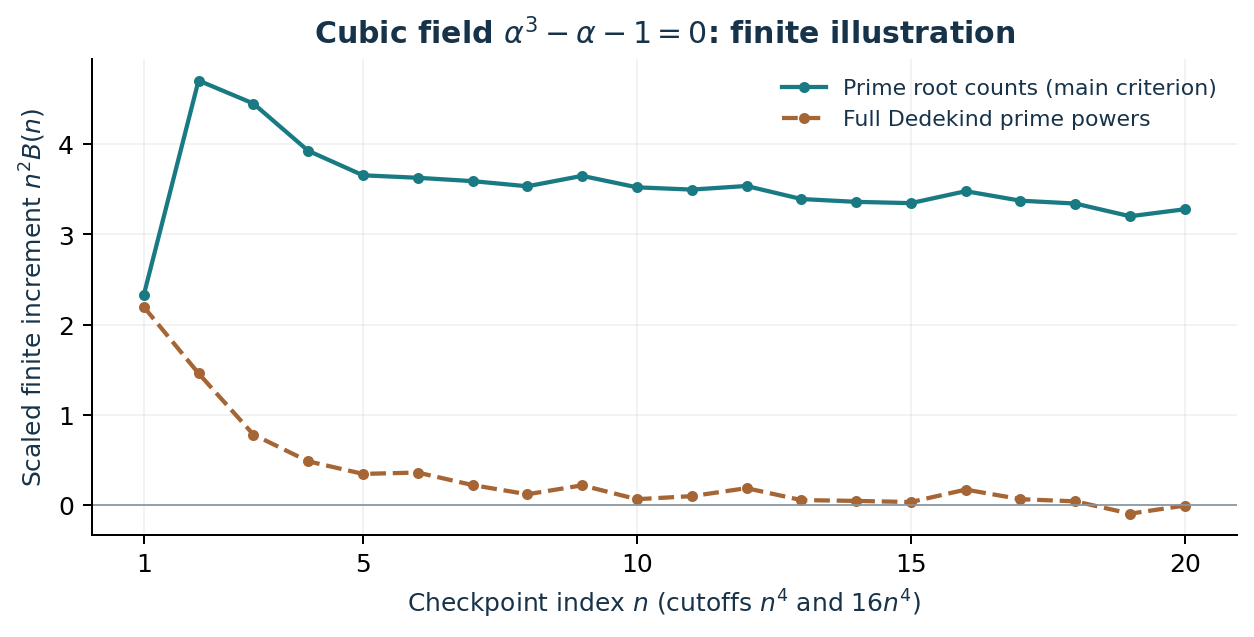 Cubic field α³ − α − 1 = 0: finite illustration
Prime root counts (main criterion)
Full Dedekind prime powers
Scaled finite increment n²B(n)
4
3
2
1
0
1
5
10
15
20
Checkpoint index n (cutoffs n⁴ and 16n⁴)